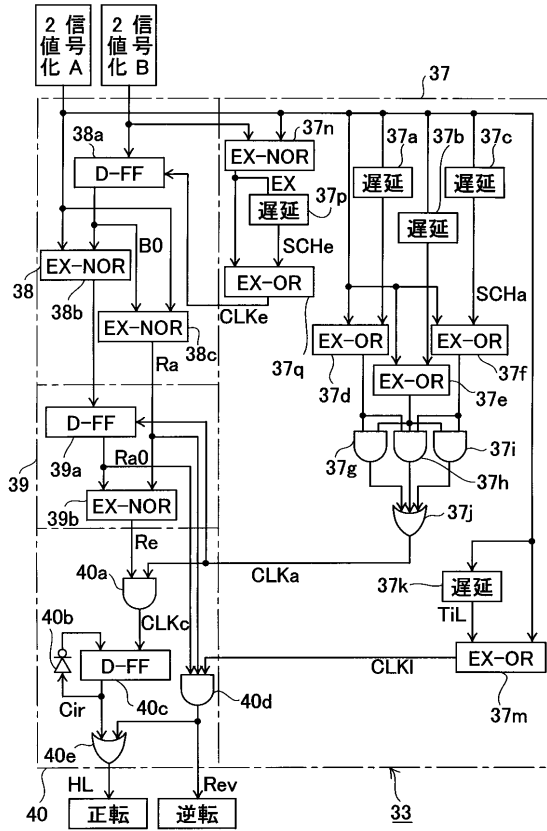 2値化
信号A
2値化
信号B
37
38a
D-FF
37n
EX-NOR
37a
37b
37c
EX
遅延
37p
遅延
遅延
遅延
SCHe
B0
38
EX-NOR
38b
EX-OR
CLKe
37q
SCHa
EX-NOR
38c
Ra
EX-OR
37d
EX-OR
37f
EX-OR
37e
D-FF
39a
39
Ra0
EX-NOR
39b
37g
37h
37i
37j
Re
40a
CLKa
37k
遅延
TiL
CLKc
40b
D-FF
40c
Cir
40d
CLKl
EX-OR
37m
40e
HL
Rev
40
正転
逆転
33